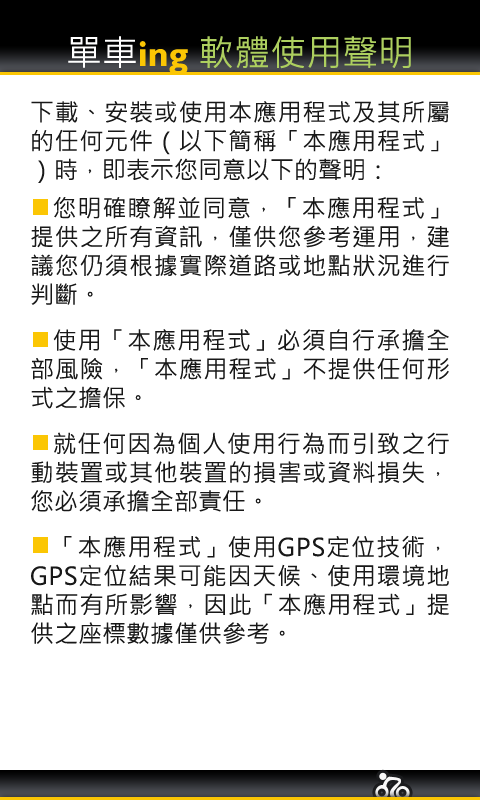 單車ing 軟體使用聲明
下載、安裝或使用本應用程式及其所屬
的任何元件（以下簡稱「本應用程式」
）時，即表示您同意以下的聲明：
您明確瞭解並同意，「本應用程式」
提供之所有資訊，僅供您參考運用，建
議您仍須根據實際道路或地點狀況進行
判斷。
使用「本應用程式」必須自行承擔全
部風險，「本應用程式」不提供任何形
式之擔保。
就任何因為個人使用行為而引致之行
動裝置或其他裝置的損害或資料損失，
您必須承擔全部責任。
「本應用程式」使用GPS定位技術，
GPS定位結果可能因天候、使用環境地
點而有所影響，因此「本應用程式」提
供之座標數據僅供參考。